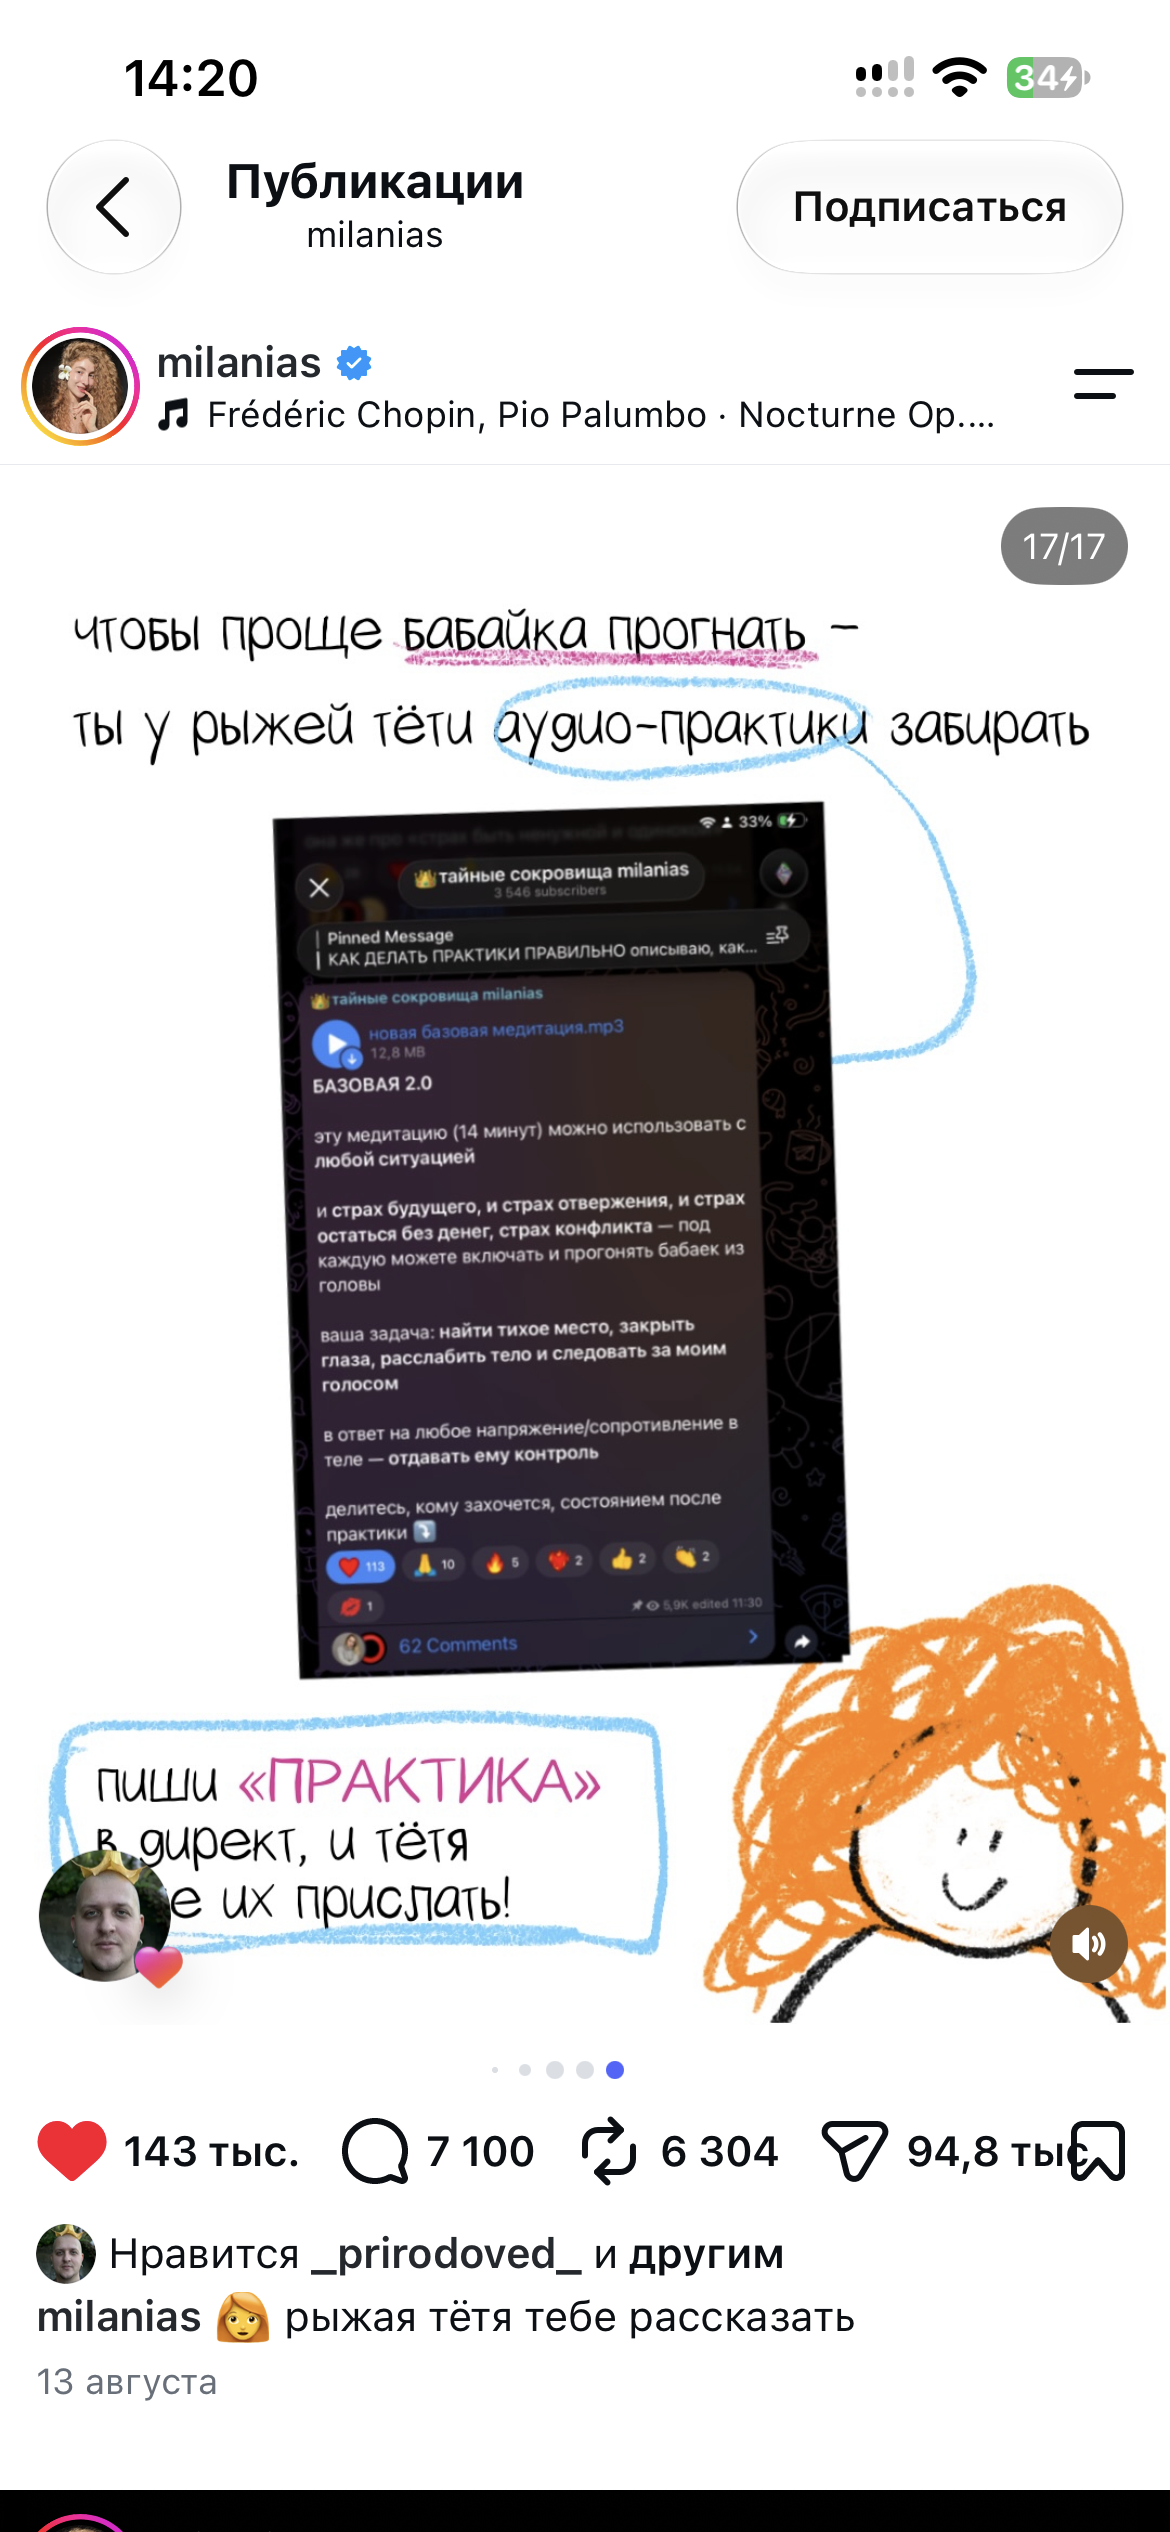 14:20
34
Публикации
milanias
Подписаться
milanias
Frédéric Chopin, Pio Palumbo · Nocturne Op....
17/17
чтобы проще бабайка прогнать –
ты у рыжей тёти аудио-практики забирать
33%
👑тайные сокровища milanias
3 546 subscribers
Pinned Message
КАК ДЕЛАТЬ ПРАКТИКИ ПРАВИЛЬНО описываю, как...
👑тайные сокровища milanias
новая базовая медитация.mp3
12,8 MB
БАЗОВАЯ 2.0
эту медитацию (14 минут) можно использовать с
любой ситуацией
и страх будущего, и страх отвержения, и страх
остаться без денег, страх конфликта — под
каждую можете включать и прогонять бабаек из
головы
ваша задача: найти тихое место, закрыть
глаза, расслабить тело и следовать за моим
голосом
в ответ на любое напряжение/сопротивление в
теле — отдавать ему контроль
делитесь, кому захочется, состоянием после
практики ⤵️
❤️ 113 🙏 10 🔥 5 ❤️‍🔥 2 👍 2 👏 2
💋 1
5,9K edited 11:30
62 Comments
пиши «ПРАКТИКА»
в директ, и тётя
е их прислать!
143 тыс. 7 100 6 304 94,8 тыс
Нравится _prirodoved_ и другим
milanias 👩‍🦰 рыжая тётя тебе рассказать
13 августа